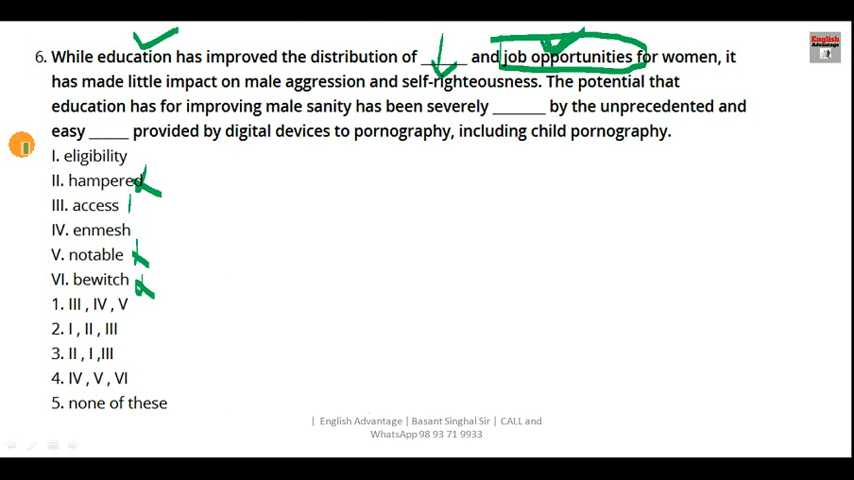 English
Advantage
6. While education has improved the distribution of ______ and job opportunities for women, it
has made little impact on male aggression and self-righteousness. The potential that
education has for improving male sanity has been severely _______ by the unprecedented and
easy _____ provided by digital devices to pornography, including child pornography.
I. eligibility
II. hampered
III. access
IV. enmesh
V. notable
VI. bewitch
1. III , IV , V
2. I , II , III
3. II , I ,III
4. IV , V , VI
5. none of these
| English Advantage | Basant Singhal Sir | CALL and
WhatsApp 98 93 71 9933